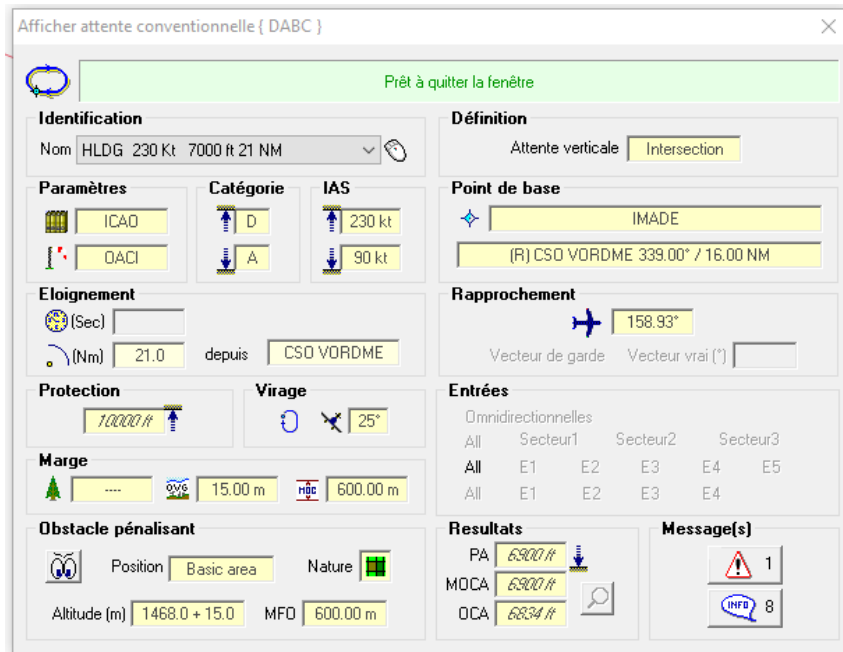 Afficher attente conventionnelle { DABC }
Prêt à quitter la fenêtre
Identification
Nom HLDG 230 Kt 7000 ft 21 NM
Définition
Attente verticale Intersection
Paramètres
ICAO
OACI
Catégorie
D
A
IAS
230 kt
90 kt
Point de base
IMADE
(R) CSO VORDME 339.00° / 16.00 NM
Eloignement
(Sec)
(Nm) 21.0 depuis CSO VORDME
Rapprochement
158.93°
Vecteur de garde Vecteur vrai (°)
Protection
10000 ft
Virage
25°
Entrées
Omnidirectionnelles
All Secteur1 Secteur2 Secteur3
All E1 E2 E3 E4 E5
All E1 E2 E3 E4
Marge
---- OVG 15.00 m MOC 600.00 m
Obstacle pénalisant
Position Basic area Nature
Altitude (m) 1468.0 + 15.0 MFO 600.00 m
Resultats
PA 6900 ft
MOCA 6900 ft
OCA 6834 ft
Message(s)
1
INFO 8